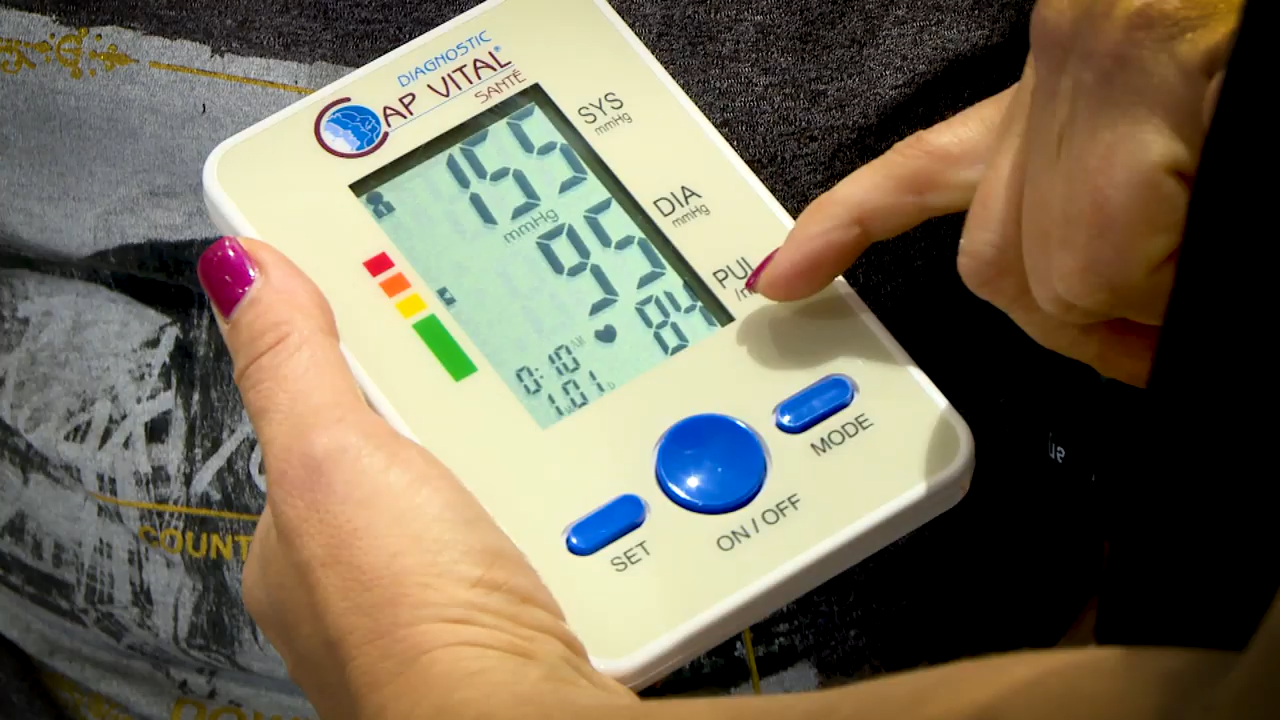 DIAGNOSTIC
CAP VITAL®
SANTÉ
155
SYS
mmHg
mmHg
95
DIA
mmHg
84
PUL
0:10 AM
1 01
SET
ON / OFF
MODE
COUNT